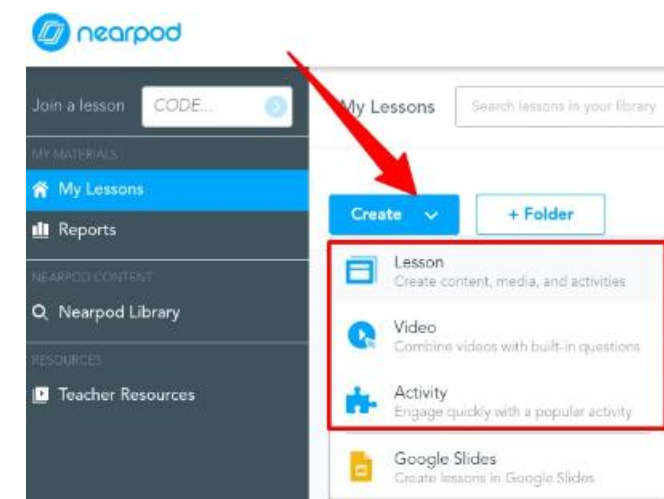 nearpod
Join a lesson CODE...
MY MATERIALS
My Lessons
Reports
NEARPOD CONTENT
Nearpod Library
RESOURCES
Teacher Resources
My Lessons Search lessons in your library
Create + Folder
Lesson
Create content, media, and activities
Video
Combine videos with built-in questions
Activity
Engage quickly with a popular activity
Google Slides
Create lessons in Google Slides